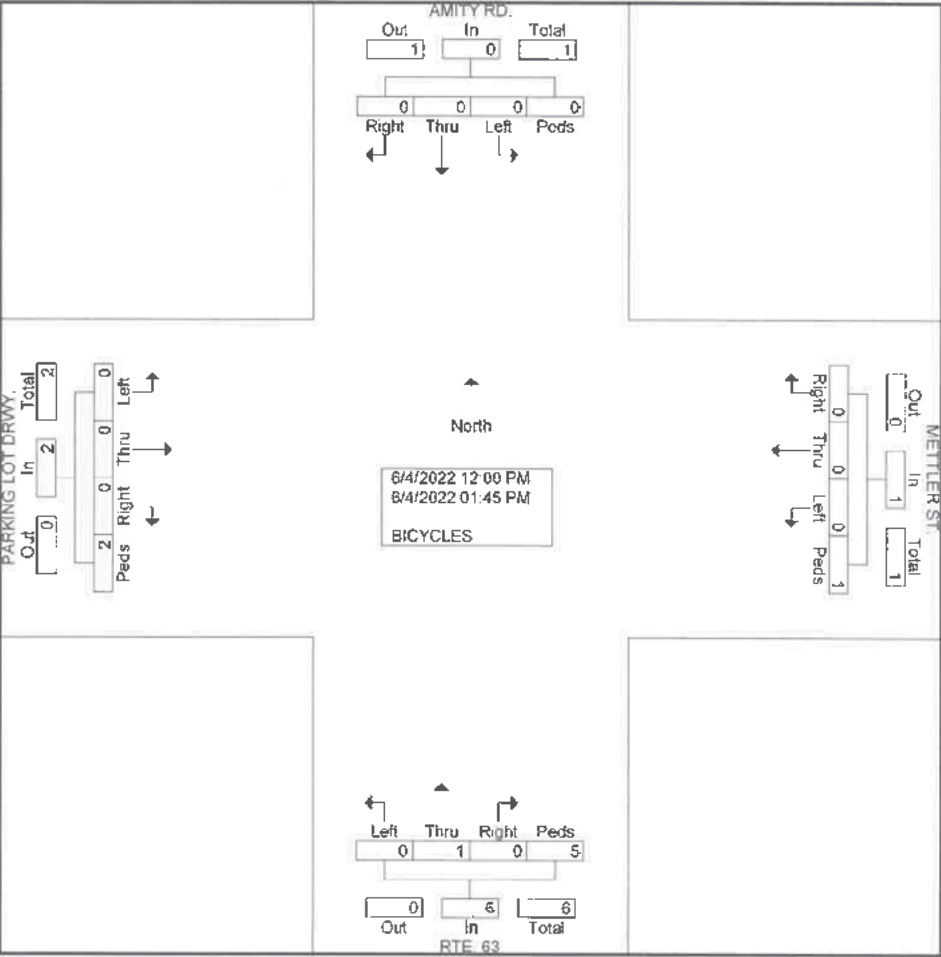 AMITY RD.
Out In Total
1 0 1
0 0 0 0
Right Thru Left Peds
PARKING LOT DRWY.
Total In Out
2 2 0
0 0 0 2
Left Thru Right Peds
North
6/4/2022 12:00 PM
6/4/2022 01:45 PM
BICYCLES
Right Thru Left Peds
0 0 0 1
Out In Total
0 1 1
METTLER ST.
Left Thru Right Peds
0 1 0 5
0 6 6
Out In Total
RTE 63